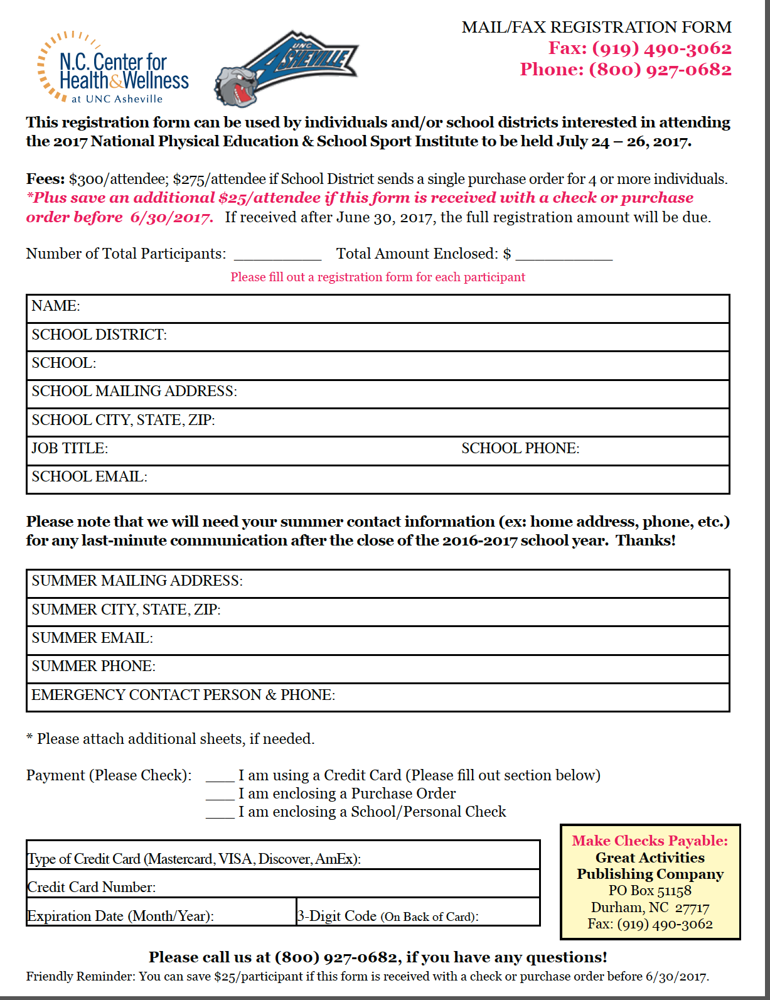 MAIL/FAX REGISTRATION FORM
Fax: (919) 490-3062
Phone: (800) 927-0682
N.C. Center for
Health&Wellness
at UNC Asheville
UNC
ASHEVILLE
This registration form can be used by individuals and/or school districts interested in attending
the 2017 National Physical Education & School Sport Institute to be held July 24 – 26, 2017.
Fees: $300/attendee; $275/attendee if School District sends a single purchase order for 4 or more individuals.
*Plus save an additional $25/attendee if this form is received with a check or purchase
order before 6/30/2017. If received after June 30, 2017, the full registration amount will be due.
Number of Total Participants: _________ Total Amount Enclosed: $ __________
Please fill out a registration form for each participant
NAME:
SCHOOL DISTRICT:
SCHOOL:
SCHOOL MAILING ADDRESS:
SCHOOL CITY, STATE, ZIP:
JOB TITLE: SCHOOL PHONE:
SCHOOL EMAIL:
Please note that we will need your summer contact information (ex: home address, phone, etc.)
for any last-minute communication after the close of the 2016-2017 school year. Thanks!
SUMMER MAILING ADDRESS:
SUMMER CITY, STATE, ZIP:
SUMMER EMAIL:
SUMMER PHONE:
EMERGENCY CONTACT PERSON & PHONE:
* Please attach additional sheets, if needed.
Payment (Please Check): ___ I am using a Credit Card (Please fill out section below)
___ I am enclosing a Purchase Order
___ I am enclosing a School/Personal Check
Type of Credit Card (Mastercard, VISA, Discover, AmEx):
Credit Card Number:
Expiration Date (Month/Year): 3-Digit Code (On Back of Card):
Make Checks Payable:
Great Activities
Publishing Company
PO Box 51158
Durham, NC 27717
Fax: (919) 490-3062
Please call us at (800) 927-0682, if you have any questions!
Friendly Reminder: You can save $25/participant if this form is received with a check or purchase order before 6/30/2017.